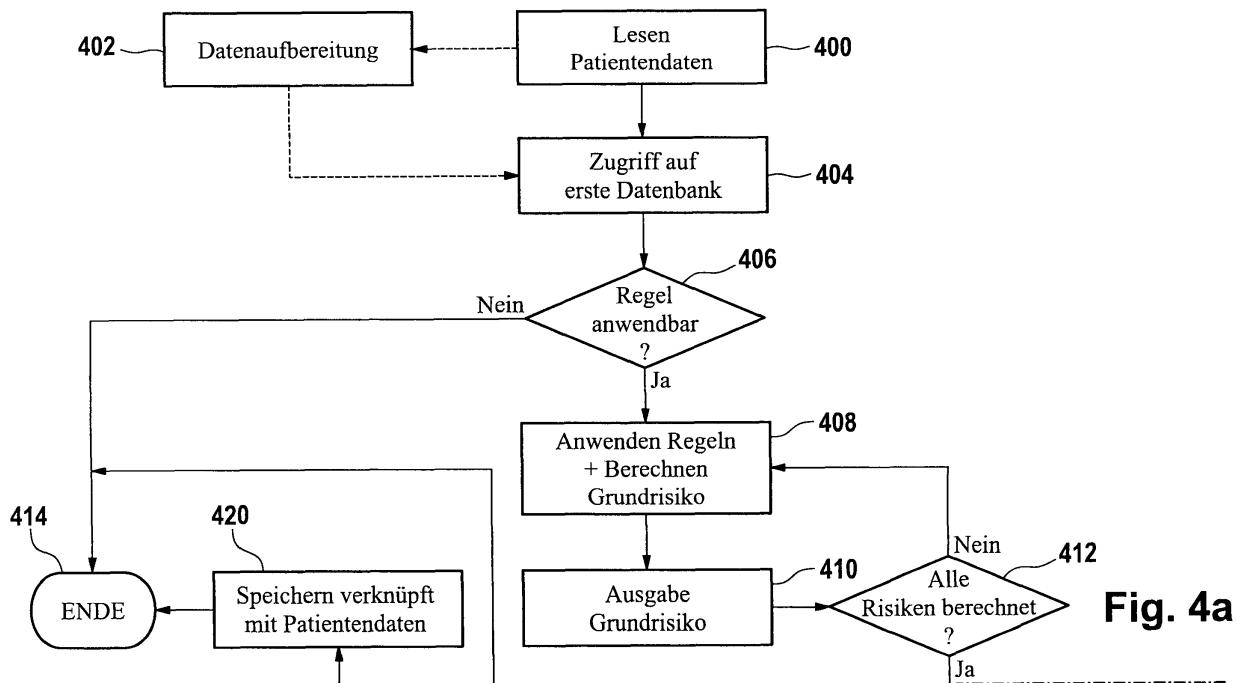 402
Datenaufbereitung
Lesen
Patientendaten
400
Zugriff auf
erste Datenbank
404
406
Nein
Regel
anwendbar
?
Ja
408
Anwenden Regeln
+ Berechnen
Grundrisiko
414
420
Nein
412
ENDE
Speichern verknüpft
mit Patientendaten
Ausgabe
Grundrisiko
410
Alle
Risiken berechnet
?
Fig. 4a
Ja